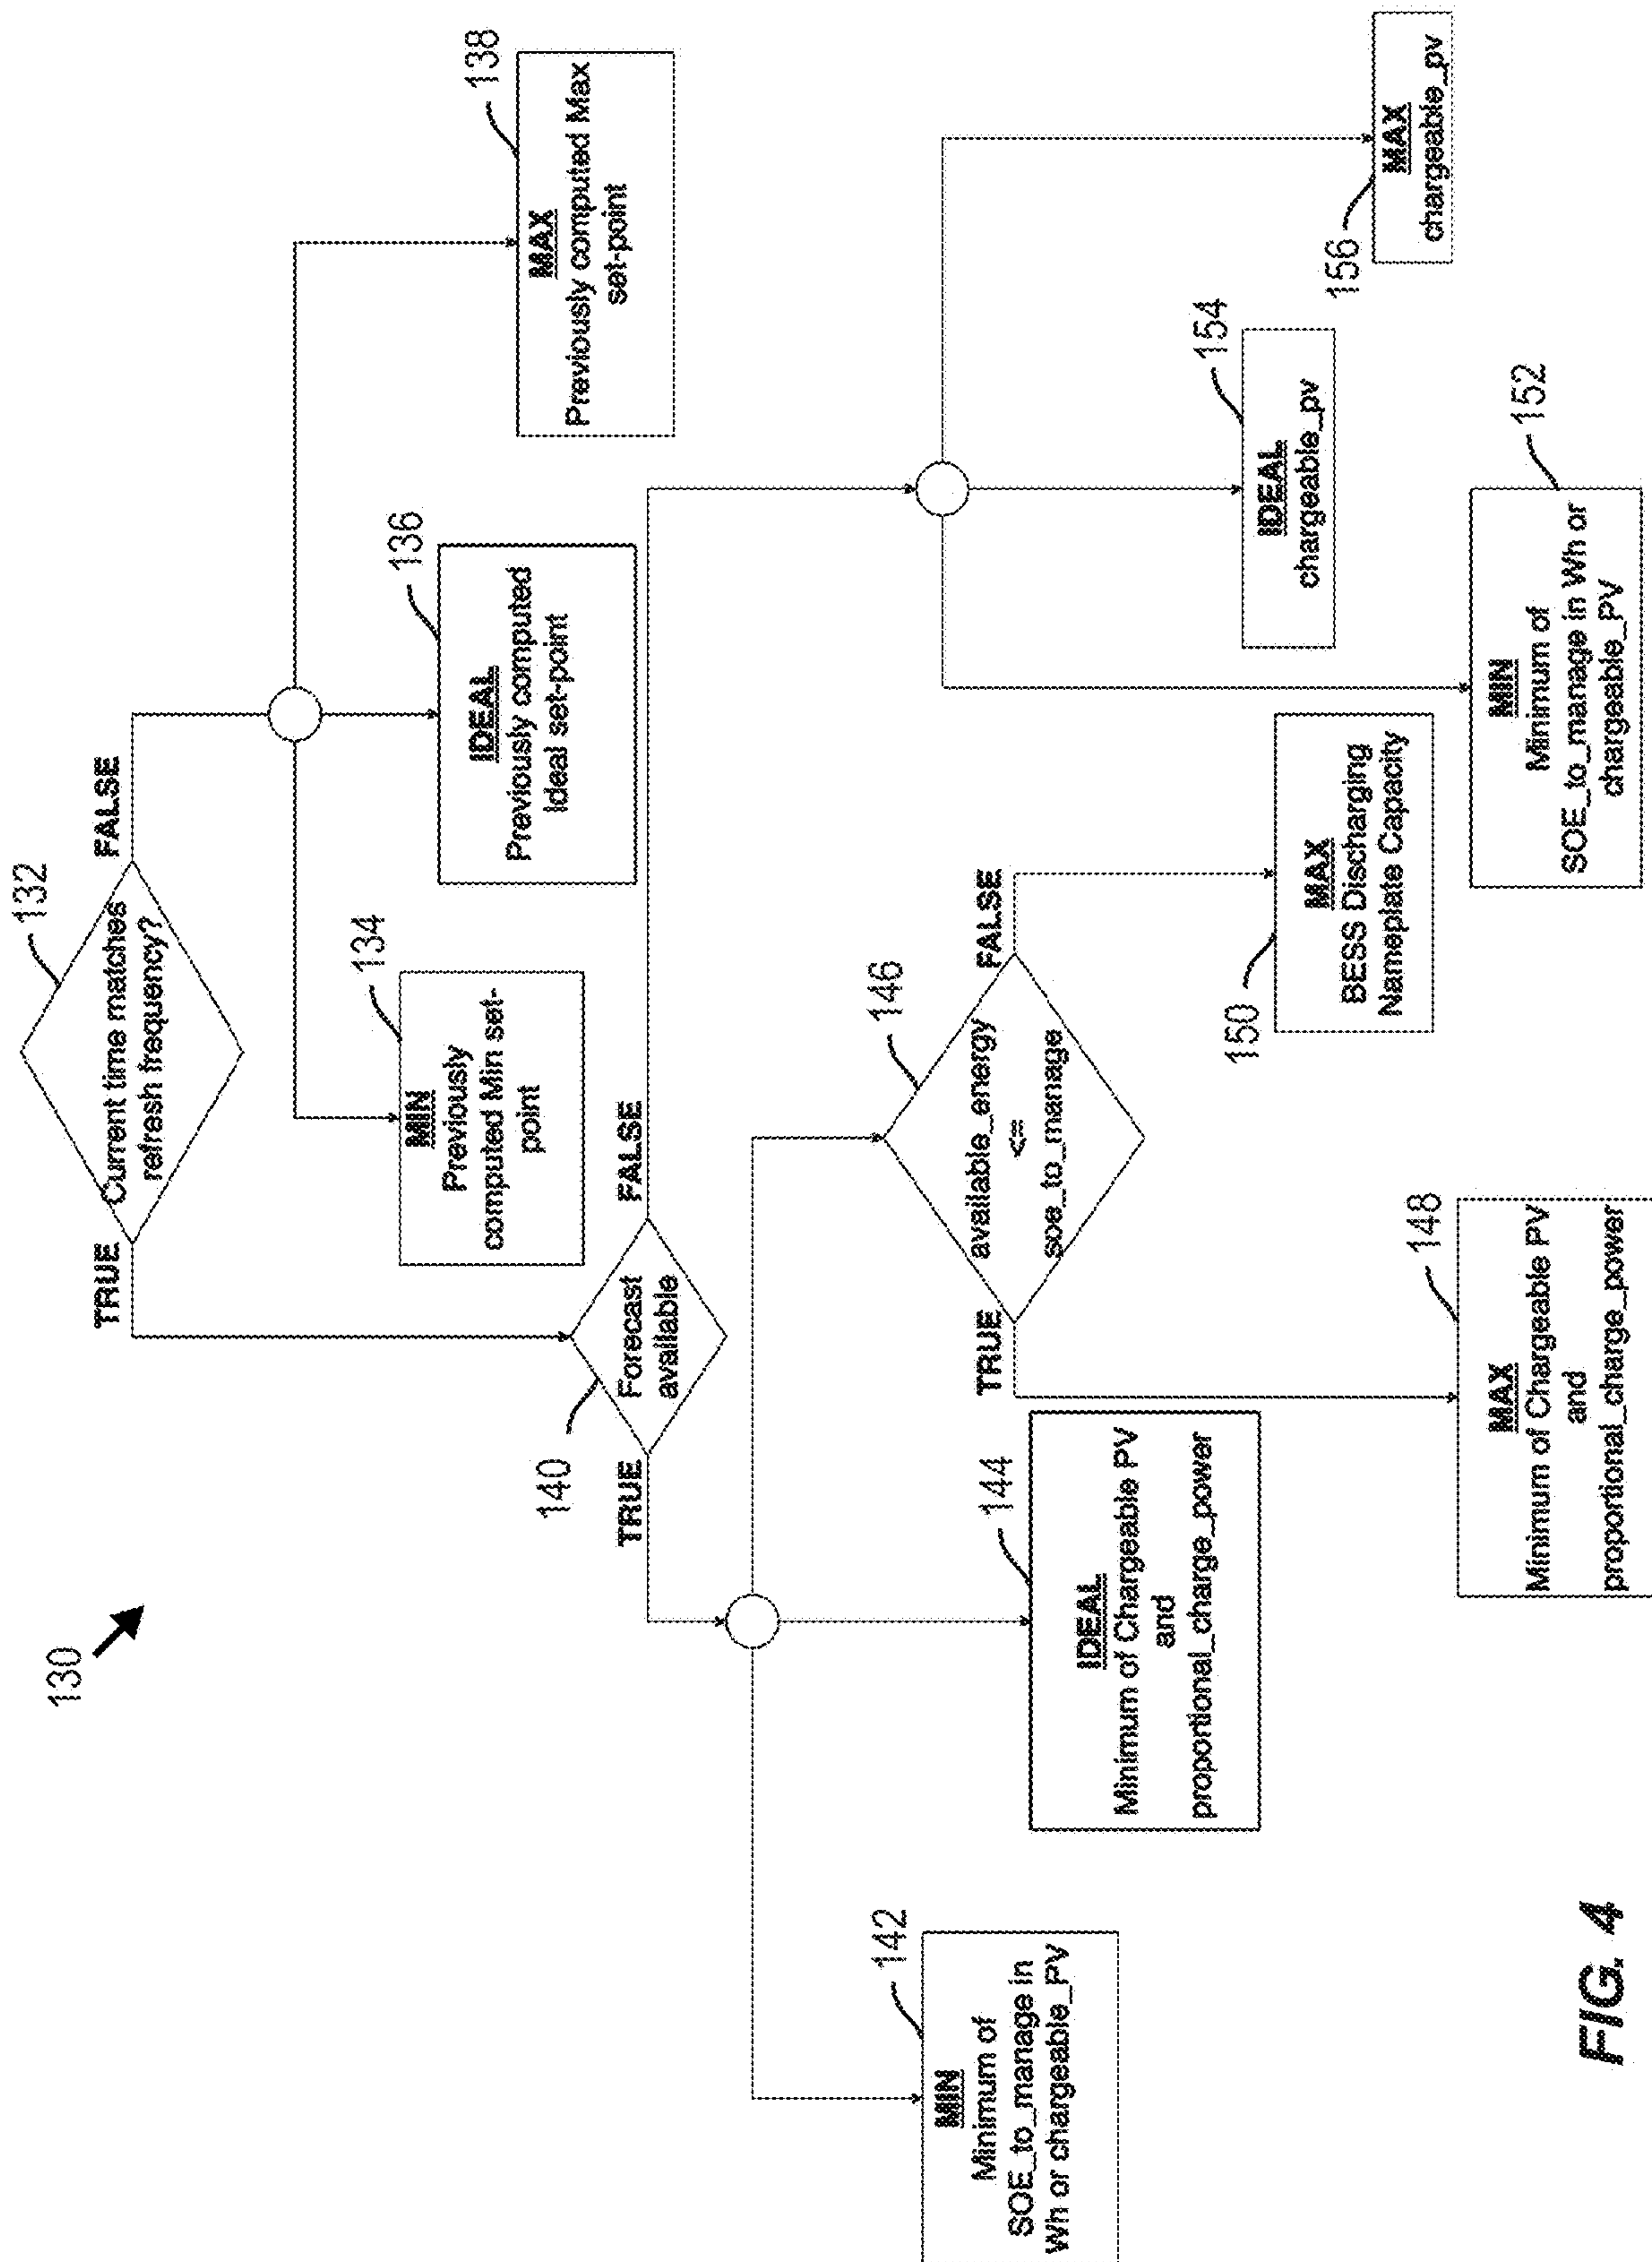 130
132
Current time matches
refresh frequency?
TRUE
FALSE
134
MIN
Previously
computed Min set-
point
136
IDEAL
Previously computed
Ideal set-point
138
MAX
Previously computed Max
set-point
140
Forecast
available
TRUE
FALSE
142
MIN
Minimum of
SOE_to_manage in
Wh or chargeable_PV
144
IDEAL
Minimum of Chargeable PV
and
proportional_charge_power
146
available_energy
<=
soe_to_manage
TRUE
FALSE
148
MAX
Minimum of Chargeable PV
and
proportional_charge_power
150
MAX
BESS Discharging
Nameplate Capacity
152
MIN
Minimum of
SOE_to_manage in Wh or
chargeable_PV
154
IDEAL
chargeable_pv
156
MAX
chargeable_pv
FIG. 4